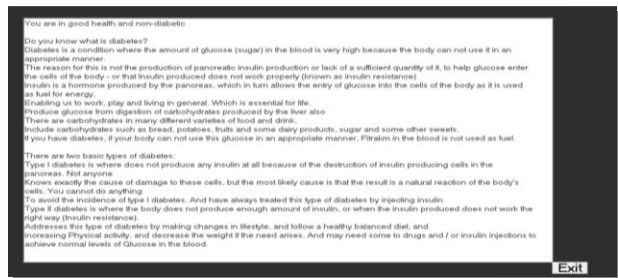 You are in good health and non-diabetic
Do you know what is diabetes?
Diabetes is a condition where the amount of glucose (sugar) in the blood is very high because the body can not use it in an
appropriate manner.
The reason for this is not the production of pancreatic insulin production or lack of a sufficient quantity of it, to help glucose enter
the cells of the body - or that Insulin produced does not work properly (known as insulin resistance)
Insulin is a hormone produced by the pancreas, which in turn allows the entry of glucose into the cells of the body as it is used
as fuel for energy.
Enabling us to work, play and living in general. Which is essential for life.
Produce glucose from digestion of carbohydrates produced by the liver also
There are carbohydrates in many different varieties of food and drink,
Include carbohydrates such as bread, potatoes, fruits and some dairy products, sugar and some other sweets.
If you have diabetes, if your body can not use this glucose in an appropriate manner, Fitrakm in the blood is not used as fuel.
There are two basic types of diabetes:
Type I diabetes is where does not produce any insulin at all because of the destruction of insulin producing cells in the
pancreas. Not anyone
Knows exactly the cause of damage to these cells, but the most likely cause is that the result is a natural reaction of the body's
cells. You cannot do anything
To avoid the incidence of type I diabetes. And have always treated this type of diabetes by injecting insulin
Type II diabetes is where the body does not produce enough amount of insulin, or when the insulin produced does not work the
right way (Insulin resistance).
Addresses this type of diabetes by making changes in lifestyle, and follow a healthy balanced diet, and
increasing Physical activity, and decrease the weight if the need arises. And may need some to drugs and / or insulin injections to
achieve normal levels of Glucose in the blood.
Exit